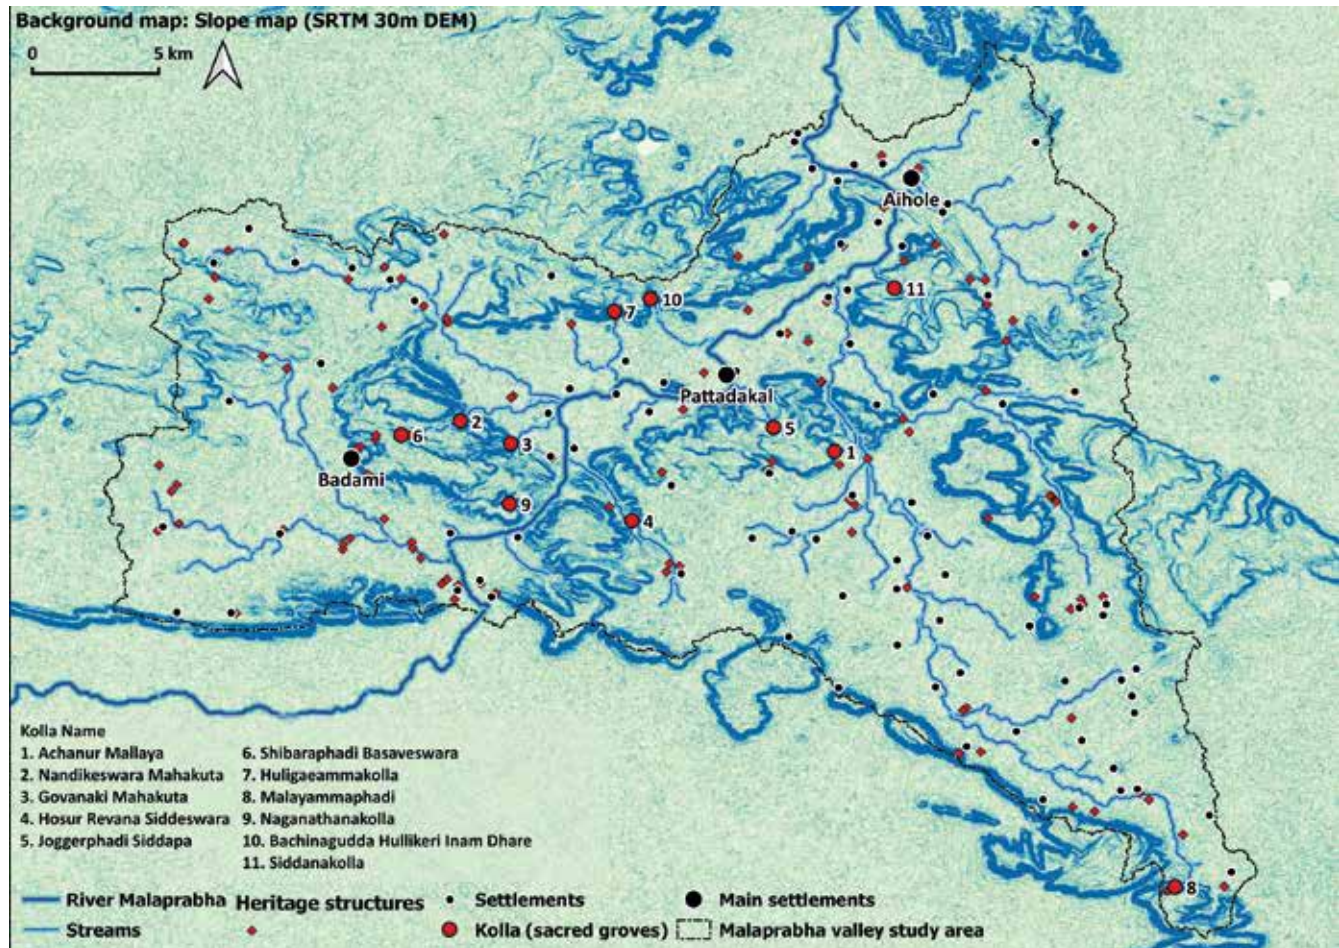 Background map: Slope map (SRTM 30m DEM)
0 5 km
Aihole
10
11
7
Pattadakal
2
5
6
3
1
Badami
9
4
Kolla Name
1. Achanur Mallaya 6. Shibaraphadi Basaveswara
2. Nandikeswara Mahakuta 7. Huligaeammakolla
3. Govanaki Mahakuta 8. Malayammaphadi
4. Hosur Revana Siddeswara 9. Naganathanakolla
5. Joggerphadi Siddapa 10. Bachinagudda Hullikeri Inam Dhare
11. Siddanakolla
8
River Malaprabha Heritage structures Settlements Main settlements
Streams Kolla (sacred groves) Malaprabha valley study area